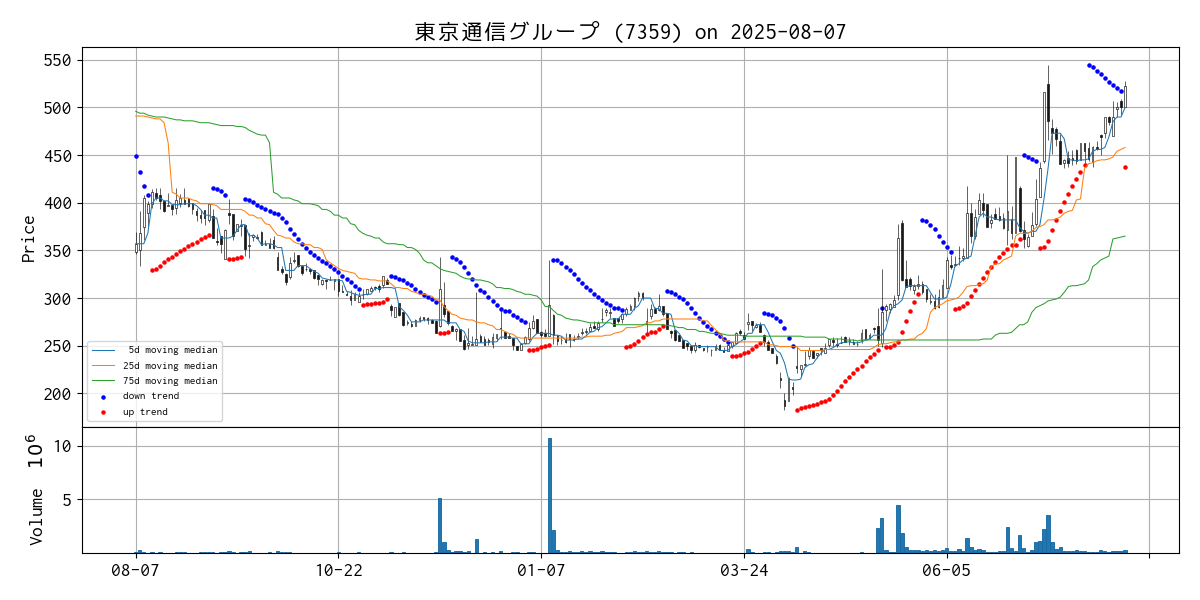 東京通信グループ (7359) on 2025-08-07
Price
550
500
450
400
350
300
250
200
5d moving median
25d moving median
75d moving median
down trend
up trend
Volume 10^6
10
5
08-07 10-22 01-07 03-24 06-05